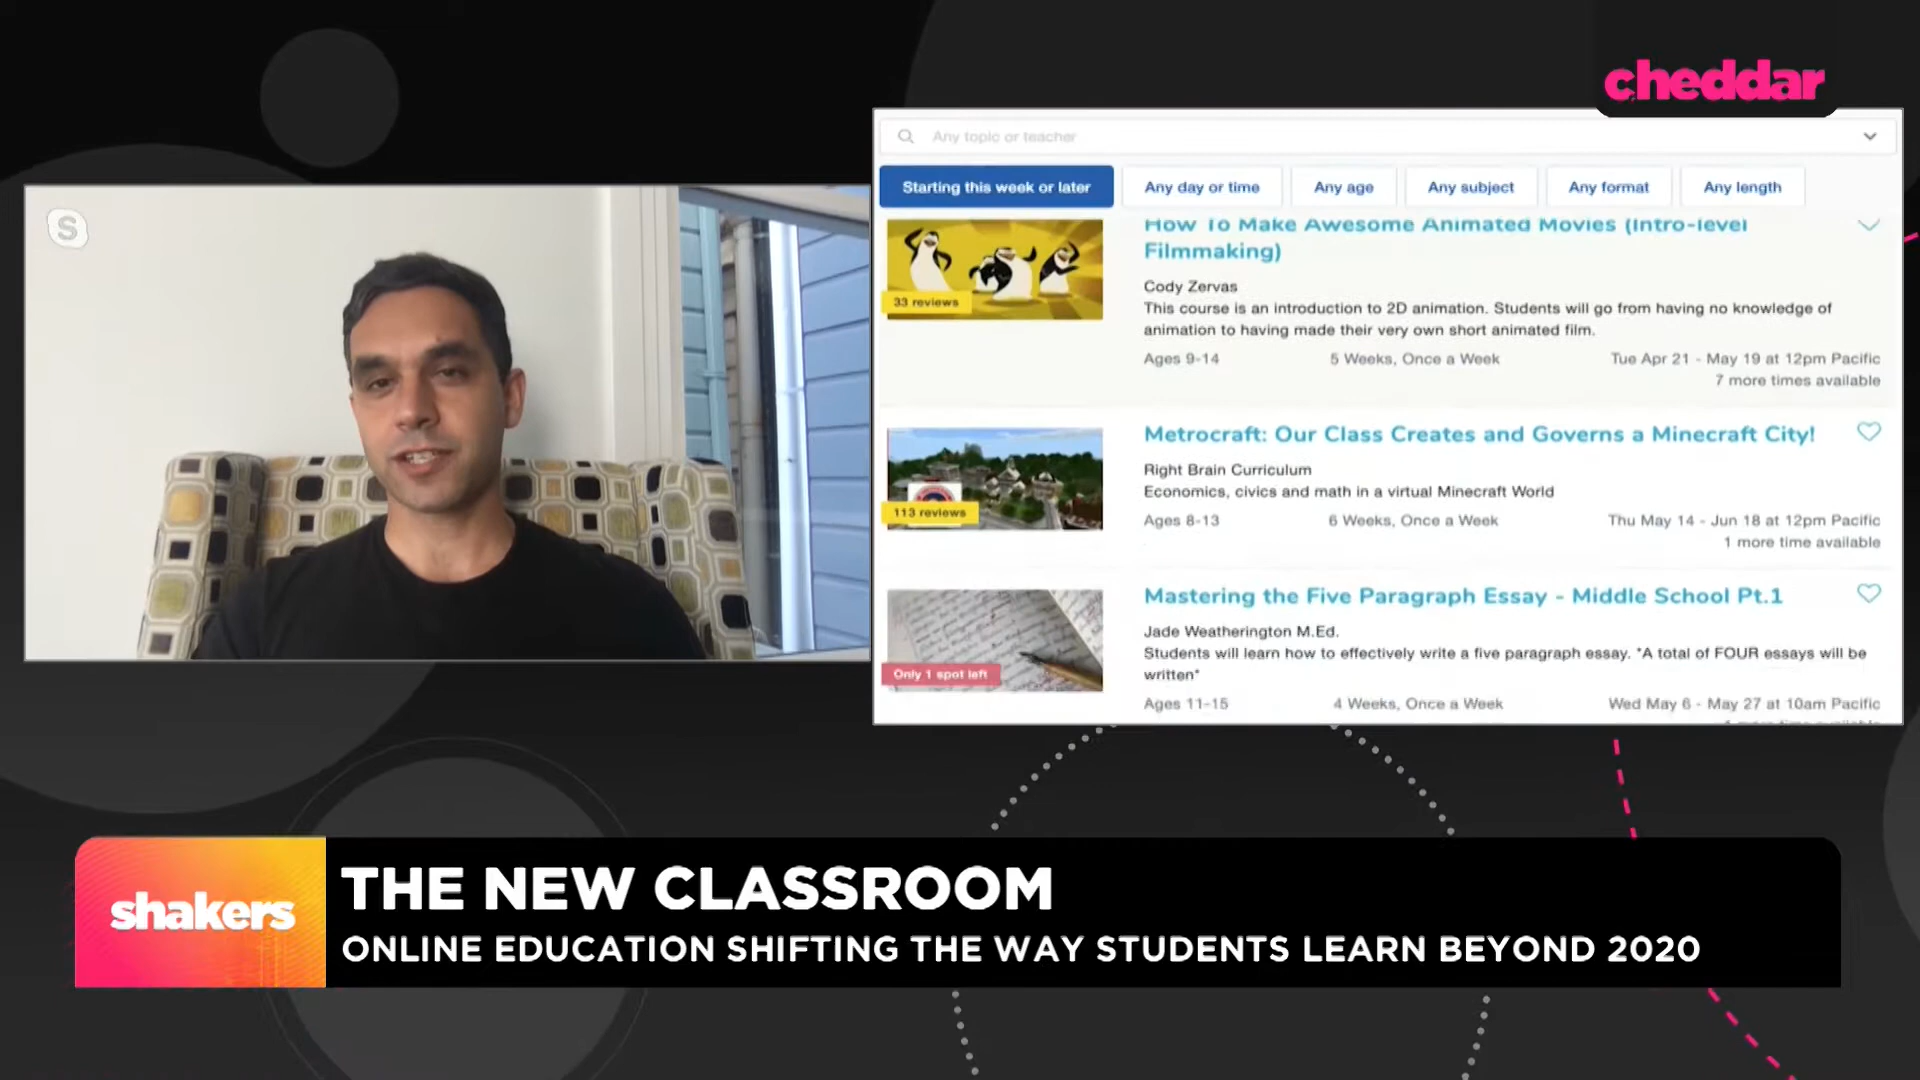 cheddar
S
Any topic or teacher
Starting this week or later
Any day or time
Any age
Any subject
Any format
Any length
How To Make Awesome Animated Movies (Intro-level
Filmmaking)
33 reviews
Cody Zervas
This course is an introduction to 2D animation. Students will go from having no knowledge of
animation to having made their very own short animated film.
Ages 9-14
5 Weeks, Once a Week
Tue Apr 21 - May 19 at 12pm Pacific
7 more times available
Metrocraft: Our Class Creates and Governs a Minecraft City!
113 reviews
Right Brain Curriculum
Economics, civics and math in a virtual Minecraft World
Ages 8-13
6 Weeks, Once a Week
Thu May 14 - Jun 18 at 12pm Pacific
1 more time available
Mastering the Five Paragraph Essay - Middle School Pt.1
Only 1 spot left
Jade Weatherington M.Ed.
Students will learn how to effectively write a five paragraph essay. *A total of FOUR essays will be
written*
Ages 11-15
4 Weeks, Once a Week
Wed May 6 - May 27 at 10am Pacific
shakers
THE NEW CLASSROOM
ONLINE EDUCATION SHIFTING THE WAY STUDENTS LEARN BEYOND 2020